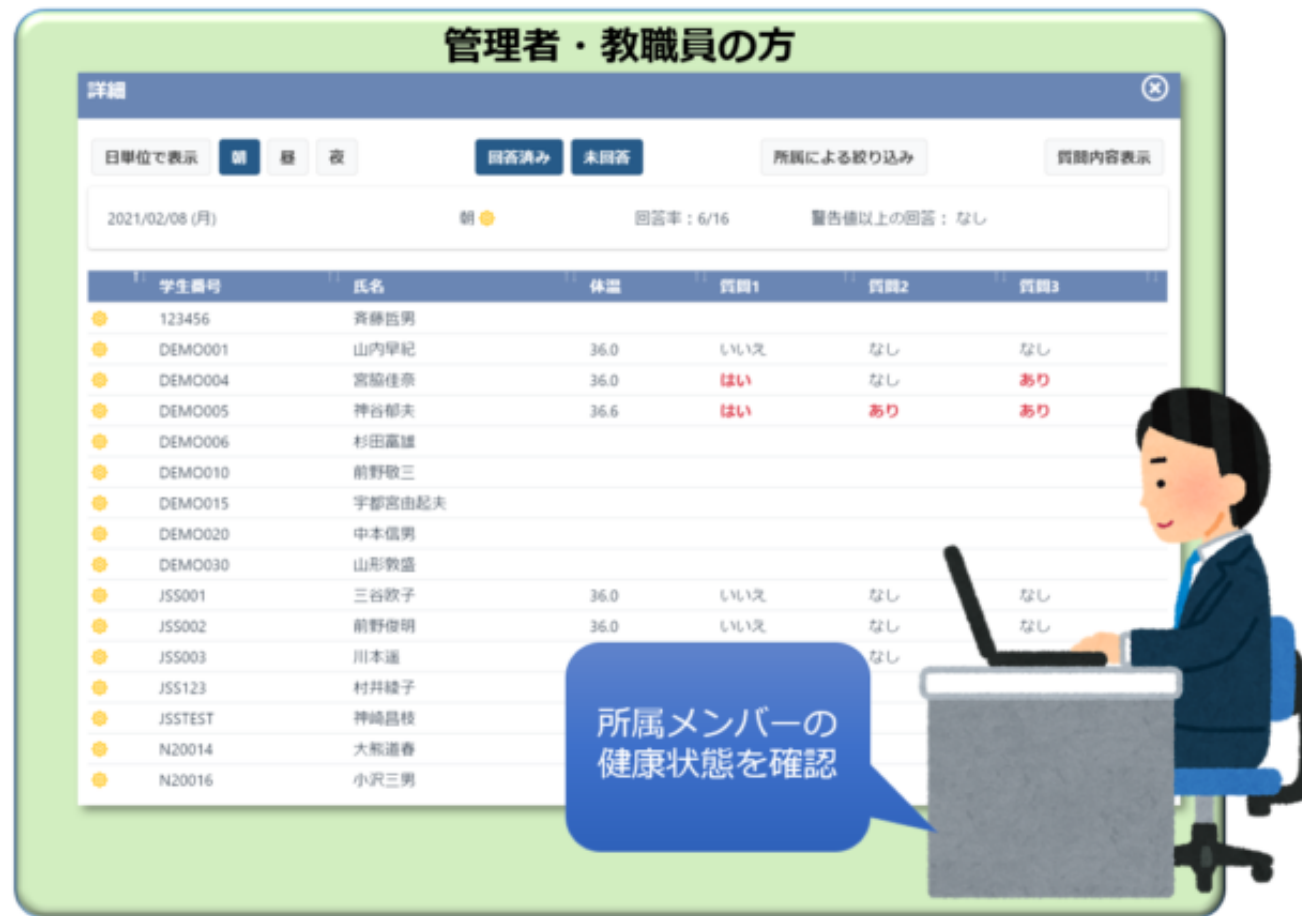 管理者・教職員の方
詳細
日単位で表示 朝 昼 夜 回答済み 未回答 所属による絞り込み 質問内容表示
2021/02/08 (月) 朝 回答率：6/16 警告値以上の回答： なし
学生番号 氏名 体温 質問1 質問2 質問3
123456 斉藤哲男
DEMO001 山内早紀 36.0 いいえ なし なし
DEMO004 宮脇佳奈 36.0 はい なし あり
DEMO005 神谷郁夫 36.6 はい あり あり
DEMO006 杉田富雄
DEMO010 前野敬三
DEMO015 宇都宮由起夫
DEMO020 中本信男
DEMO030 山形敦盛
JSS001 三谷欧子 36.0 いいえ なし なし
JSS002 前野俊明 36.0 いいえ なし なし
JSS003 川本遥 なし
JSS123 村井綾子
JSSTEST 神崎昌枝
N20014 大熊道春
N20016 小沢三男
所属メンバーの
健康状態を確認